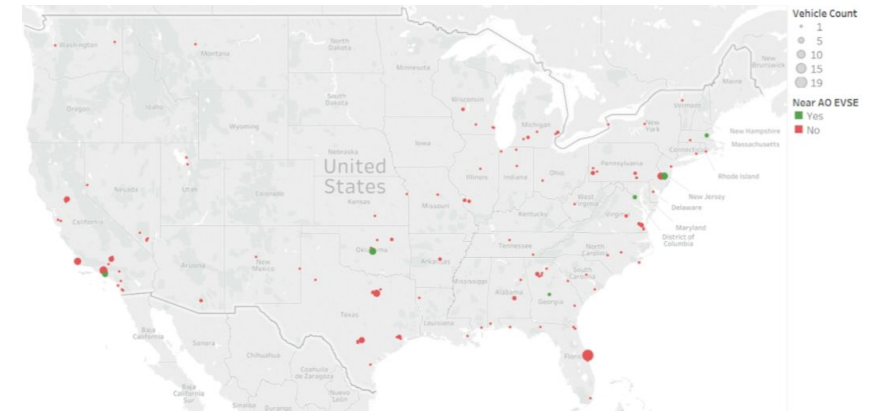 Vehicle Count
1
5
10
15
19
Near AO EVSE
Yes
No
Washington
Montana
North
Dakota
Minnesota
Oregon
Idaho
Wyoming
South
Dakota
Wisconsin
Michigan
Vermont
Maine
New
Brunswick
New
York
New Hampshire
Massachusetts
Connecticut
Rhode Island
Nebraska
Iowa
Illinois
Indiana
Ohio
Pennsylvania
New Jersey
Delaware
Maryland
District of
Columbia
United
States
Nevada
Utah
Colorado
Kansas
Missouri
Kentucky
West
Virginia
Virginia
California
Arizona
New
Mexico
Oklahoma
Arkansas
Tennessee
North
Carolina
South
Carolina
Mississippi
Alabama
Georgia
Texas
Louisiana
Florida
Baja
California
Sonora
Chihuahua
Coahuila
de Zaragoza
Baja
California
Sur
Sinaloa
Durango
Nuevo
León